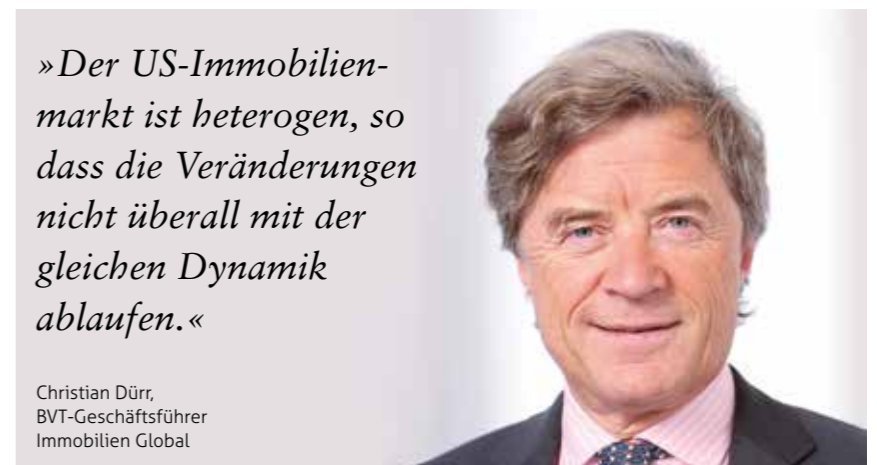 »Der US-Immobilien-
markt ist heterogen, so
dass die Veränderungen
nicht überall mit der
gleichen Dynamik
ablaufen.«
Christian Dürr,
BVT-Geschäftsführer
Immobilien Global